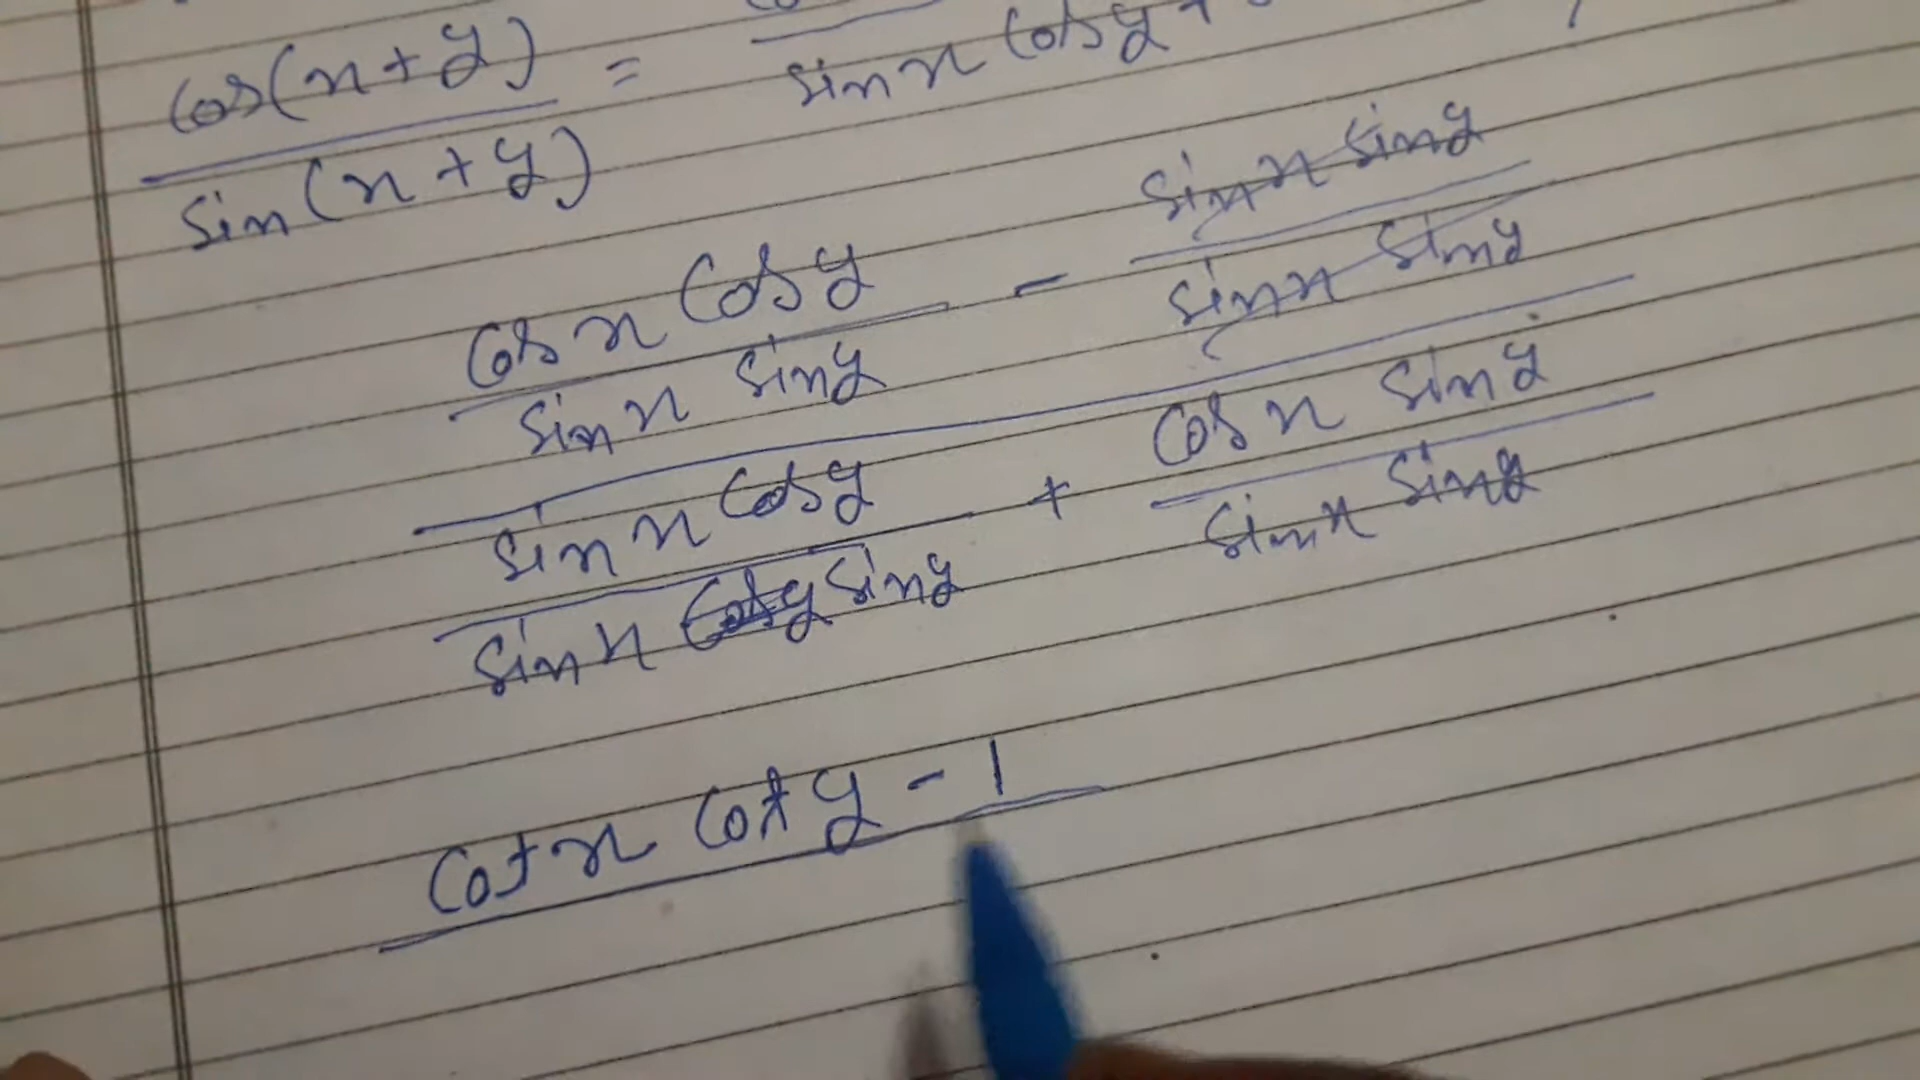 cos(x+y) = sinx cosy +
sin(x+y)
cosx cosy - sinx siny
sinx siny sinx siny
sinx cosy + cosx siny
sinx cosy siny sinx siny
cotx coty - 1